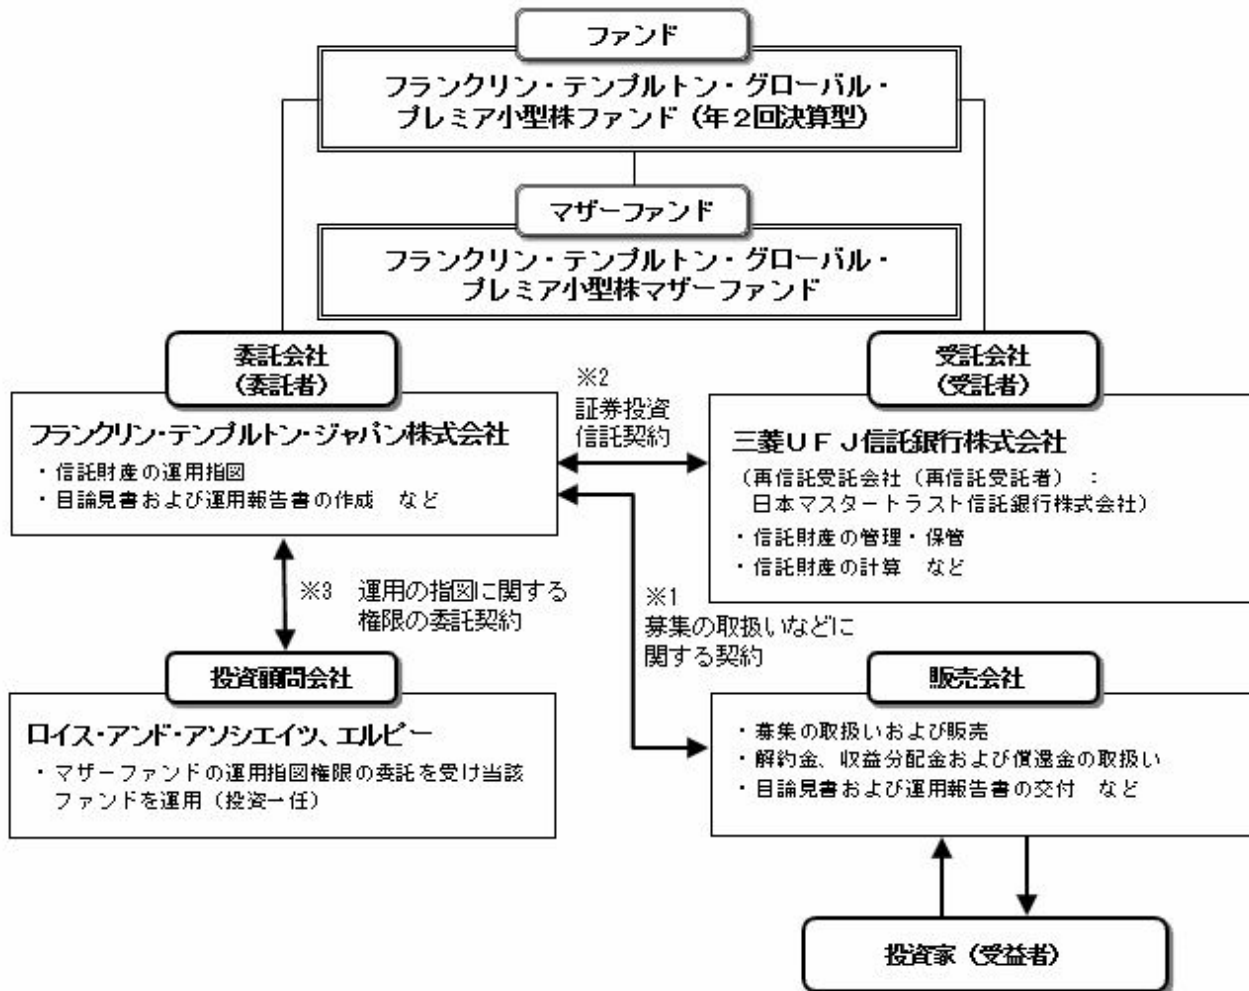 ファンド
フランクリン・テンプルトン・グローバル・
プレミア小型株ファンド（年２回決算型）
マザーファンド
フランクリン・テンプルトン・グローバル・
プレミア小型株マザーファンド
委託会社
（委託者）
フランクリン・テンプルトン・ジャパン株式会社
・信託財産の運用指図
・目論見書および運用報告書の作成　など
※2
証券投資
信託契約
受託会社
（受託者）
三菱ＵＦＪ信託銀行株式会社
（再信託受託会社（再信託受託者）：
日本マスタートラスト信託銀行株式会社）
・信託財産の管理・保管
・信託財産の計算　など
※3　運用の指図に関する
権限の委託契約
※1
募集の取扱いなどに
関する契約
投資顧問会社
ロイス・アンド・アソシエイツ、エルピー
・マザーファンドの運用指図権限の委託を受け当該
ファンドを運用（投資一任）
販売会社
・募集の取扱いおよび販売
・解約金、収益分配金および償還金の取扱い
・目論見書および運用報告書の交付　など
投資家（受益者）